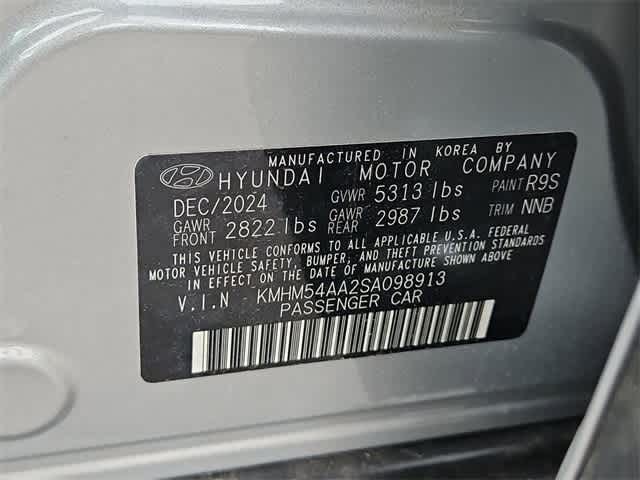 MANUFACTURED IN KOREA BY
HYUNDAI MOTOR COMPANY
DEC/2024 GVWR 5313 lbs PAINT R9S
GAWR FRONT 2822 lbs GAWR REAR 2987 lbs TRIM NNB
THIS VEHICLE CONFORMS TO ALL APPLICABLE U.S.A. FEDERAL
MOTOR VEHICLE SAFETY, BUMPER, AND THEFT PREVENTION STANDARDS
IN EFFECT ON THE DATE OF MANUFACTURE SHOWN ABOVE.
V.I.N KMHM54AA2SA098913
PASSENGER CAR